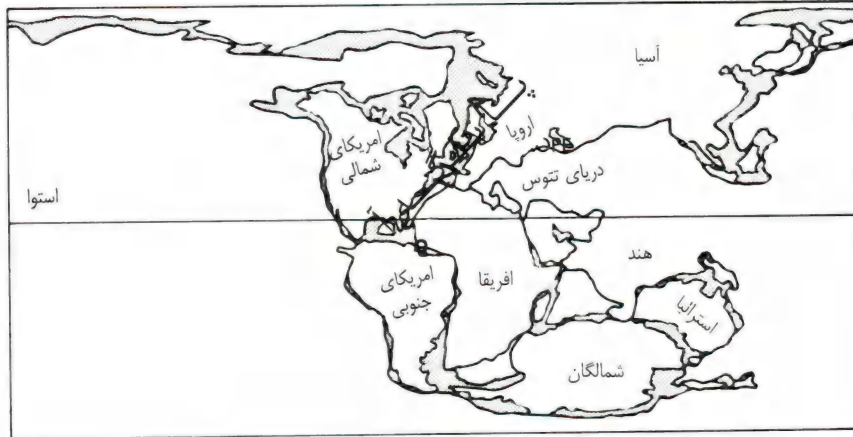 آسیا
اروپا
امریکای
شمالی
دریای تتوس
استوا
هند
افریقا
امریکای
جنوبی
استرالیا
شمالگان